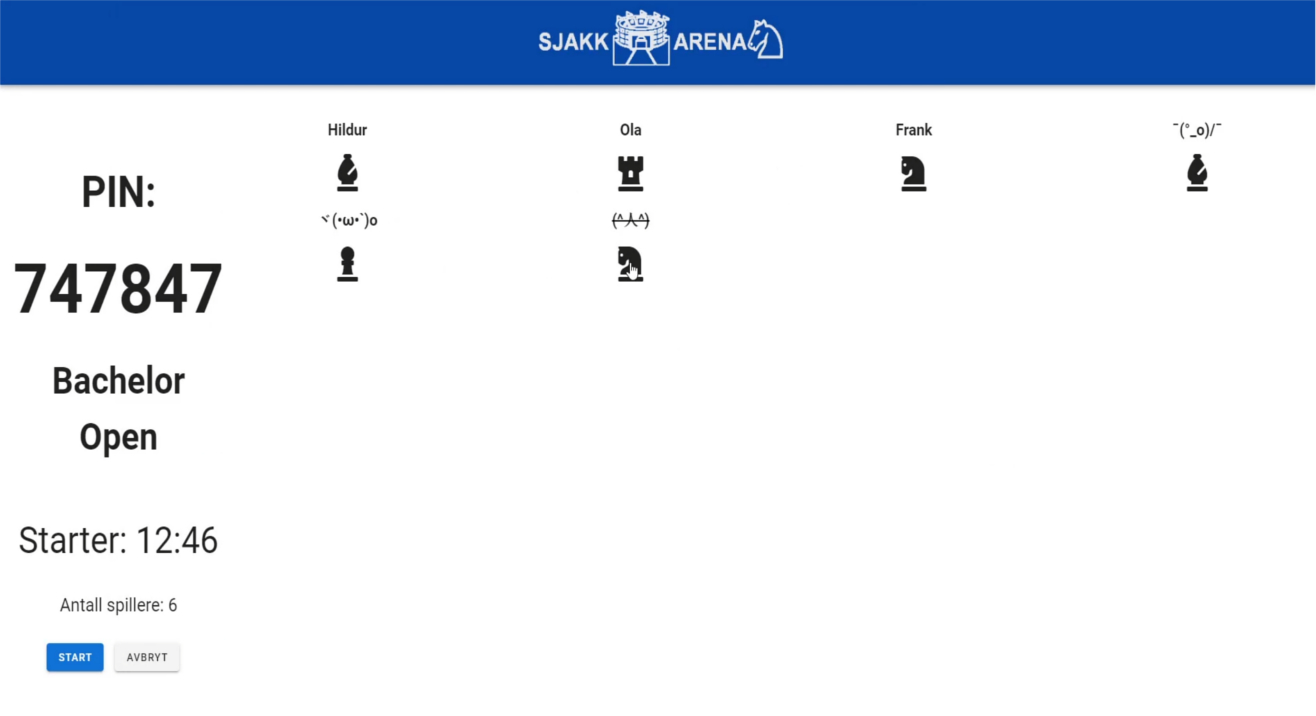 SJAKK ARENA
PIN:
747847
Bachelor
Open
Starter: 12:46
Antall spillere: 6
START AVBRYT
Hildur Ola Frank ¯(°_o)/¯
ヾ(•ω•`)o (^人^)